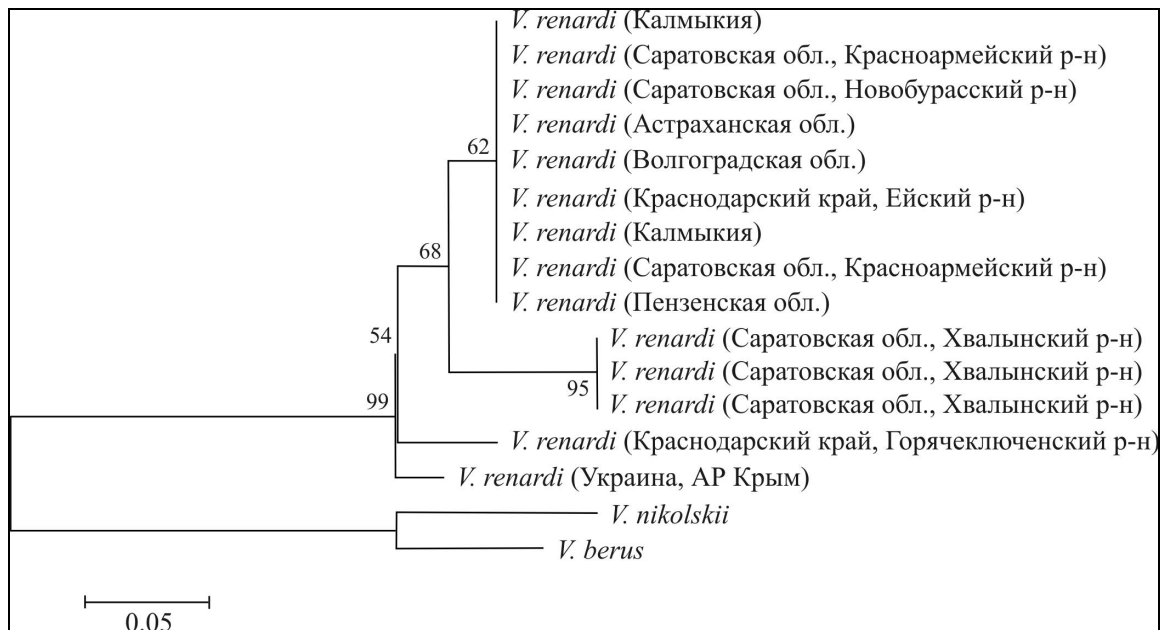 V. renardi (Калмыкия)
V. renardi (Саратовская обл., Красноармейский р-н)
V. renardi (Саратовская обл., Новобурасский р-н)
V. renardi (Астраханская обл.)
62
V. renardi (Волгоградская обл.)
V. renardi (Краснодарский край, Ейский р-н)
V. renardi (Калмыкия)
68
V. renardi (Саратовская обл., Красноармейский р-н)
V. renardi (Пензенская обл.)
54
V. renardi (Саратовская обл., Хвалынский р-н)
V. renardi (Саратовская обл., Хвалынский р-н)
95
99
V. renardi (Саратовская обл., Хвалынский р-н)
V. renardi (Краснодарский край, Горячеключенский р-н)
V. renardi (Украина, АР Крым)
V. nikolskii
V. berus
0.05